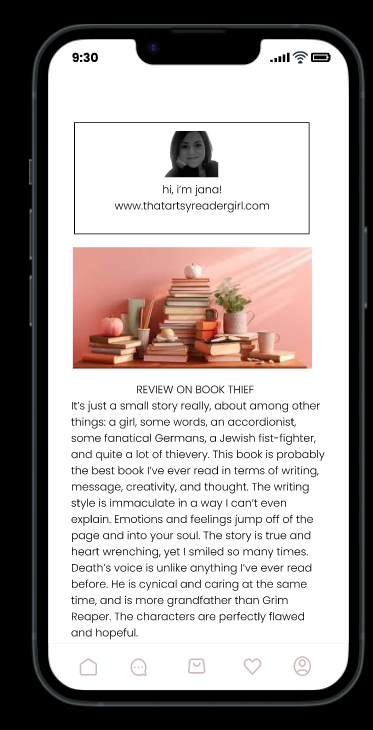 9:30
hi, i'm jana!
www.thatartsyreadergirl.com
REVIEW ON BOOK THIEF
It's just a small story really, about among other
things: a girl, some words, an accordionist,
some fanatical Germans, a Jewish fist-fighter,
and quite a lot of thievery. This book is probably
the best book I've ever read in terms of writing,
message, creativity, and thought. The writing
style is immaculate in a way I can't even
explain. Emotions and feelings jump off of the
page and into your soul. The story is true and
heart wrenching, yet I smiled so many times.
Death's voice is unlike anything I've ever read
before. He is cynical and caring at the same
time, and is more grandfather than Grim
Reaper. The characters are perfectly flawed
and hopeful.